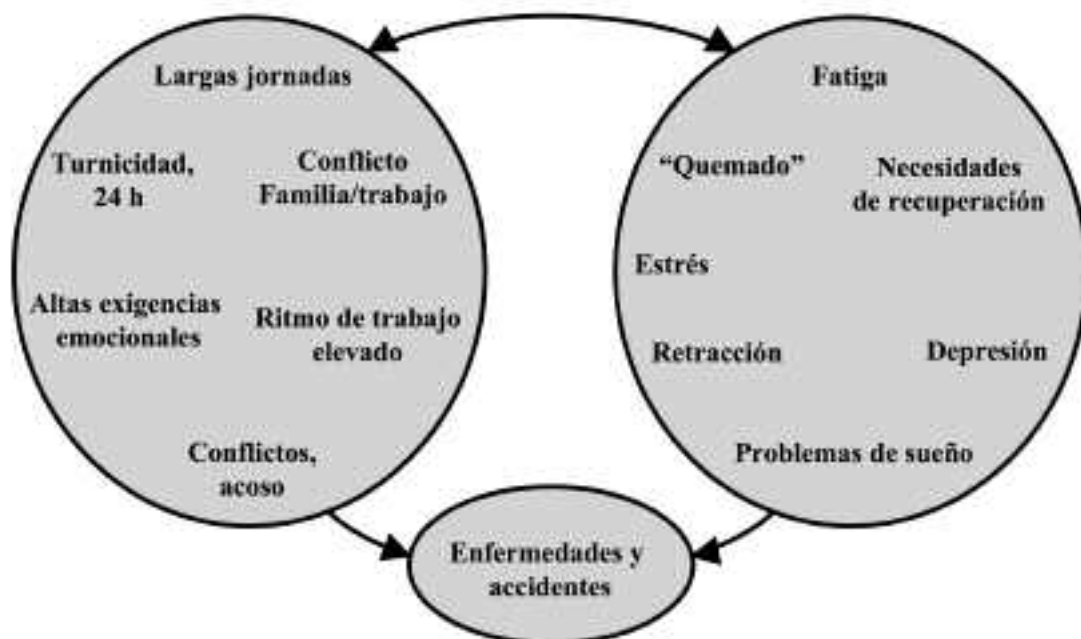 Largas jornadas
Turnicidad,
24 h
Conflicto
Familia/trabajo
Altas exigencias
emocionales
Ritmo de trabajo
elevado
Conflictos,
acoso
Fatiga
“Quemado”
Necesidades
de recuperación
Estrés
Retracción
Depresión
Problemas de sueño
Enfermedades y
accidentes